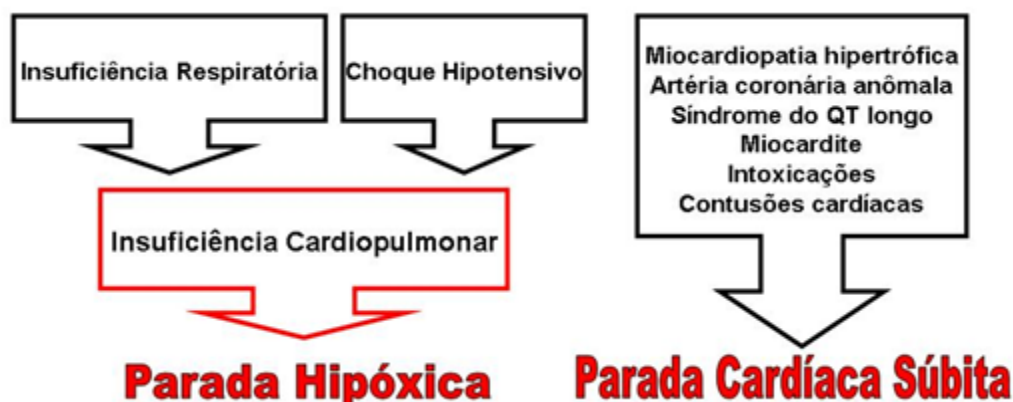 Insuficiência Respiratória
Choque Hipotensivo
Insuficiência Cardiopulmonar
Parada Hipóxica
Miocardiopatia hipertrófica
Artéria coronária anômala
Síndrome do QT longo
Miocardite
Intoxicações
Contusões cardíacas
Parada Cardíaca Súbita